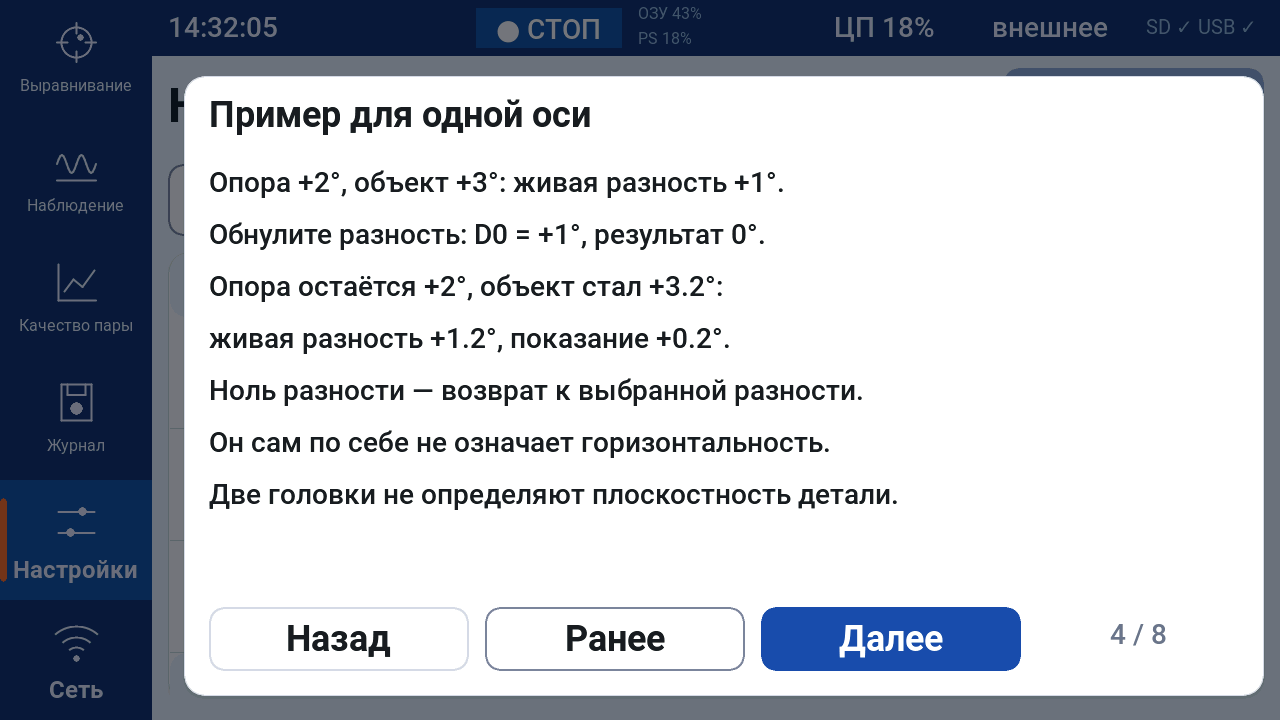 14:32:05
СТОП
ОЗУ 43%
PS 18%
ЦП 18%
внешнее
SD ✓ USB ✓
Выравнивание
Наблюдение
Качество пары
Журнал
Настройки
Сеть
Пример для одной оси
Опора +2°, объект +3°: живая разность +1°.
Обнулите разность: D0 = +1°, результат 0°.
Опора остаётся +2°, объект стал +3.2°:
живая разность +1.2°, показание +0.2°.
Ноль разности — возврат к выбранной разности.
Он сам по себе не означает горизонтальность.
Две головки не определяют плоскостность детали.
Назад
Ранее
Далее
4 / 8